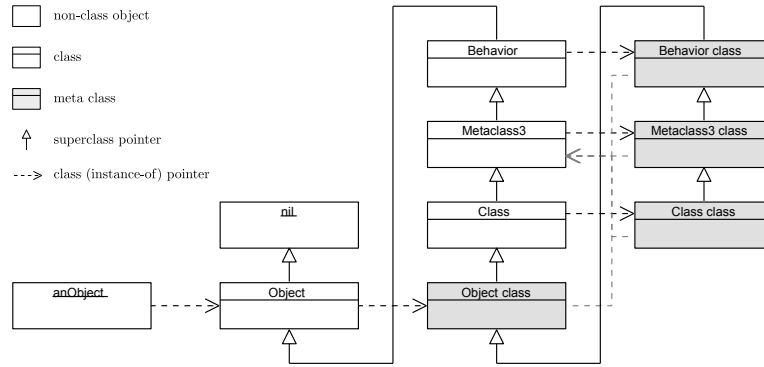 non-class object
class
meta class
superclass pointer
class (instance-of) pointer
Behavior
Behavior class
Metaclass3
Metaclass3 class
nil
Class
Class class
anObject
Object
Object class